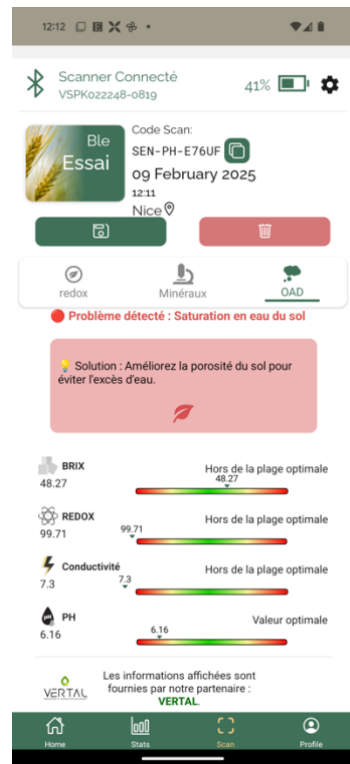 12:12
Scanner Connecté
VSPK022248-0819
41%
Ble
Essai
Code Scan:
SEN-PH-E76UF
09 February 2025
12:11
Nice
redox
Minéraux
OAD
Problème détecté : Saturation en eau du sol
Solution : Améliorez la porosité du sol pour
éviter l'excès d'eau.
BRIX
Hors de la plage optimale
48.27
48.27
REDOX
Hors de la plage optimale
99.71
99.71
Conductivité
Hors de la plage optimale
7.3
7.3
PH
Valeur optimale
6.16
6.16
VERTAL
Les informations affichées sont
fournies par notre partenaire :
VERTAL.
Home
Stats
Scan
Profile